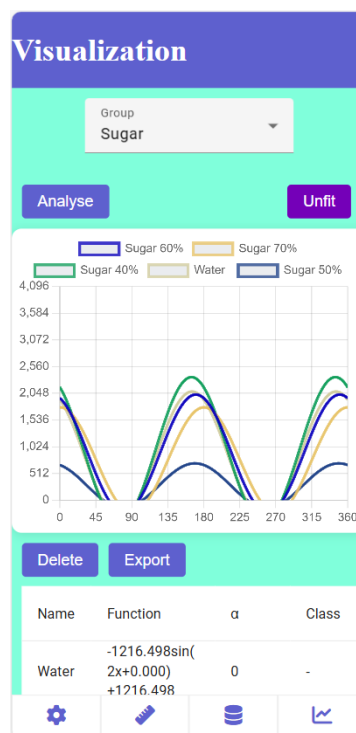 Visualization
Group
Sugar
Analyse
Unfit
Sugar 60% Sugar 70%
Sugar 40% Water Sugar 50%
4,096
3,584
3,072
2,560
2,048
1,536
1,024
512
0
0 45 90 135 180 225 270 315 360
Delete Export
Name Function α Class
-1216.498sin(
Water 2x+0.000) 0 -
+1216.498